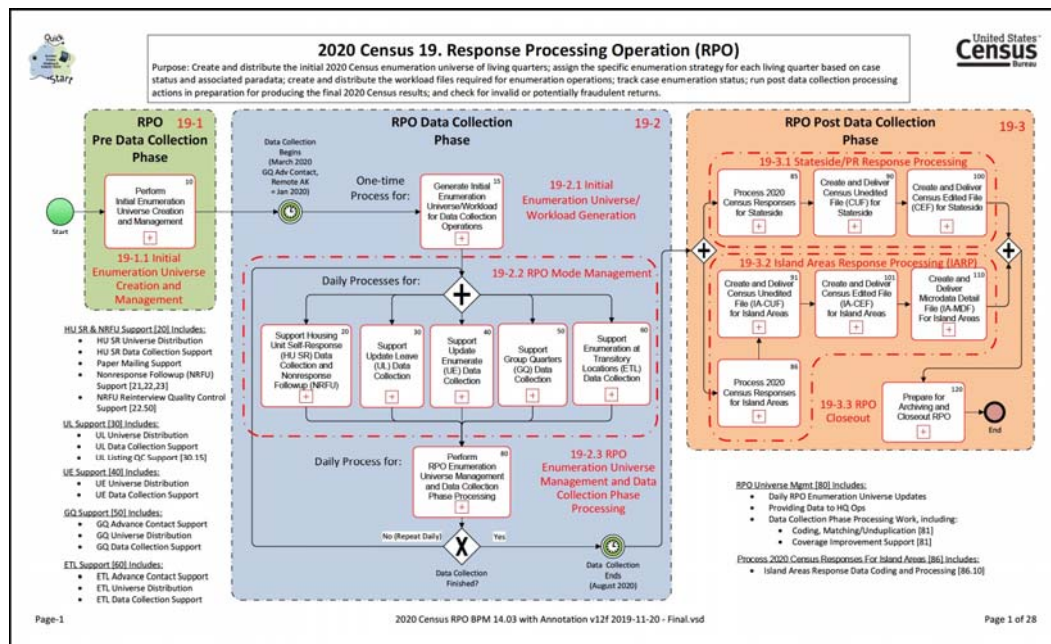 Quick
Start
2020 Census 19. Response Processing Operation (RPO)
Purpose: Create and distribute the initial 2020 Census enumeration universe of living quarters; assign the specific enumeration strategy for each living quarter based on case
status and associated paradata; create and distribute the workload files required for enumeration operations; track case enumeration status; run post data collection processing
actions in preparation for producing the final 2020 Census results; and check for invalid or potentially fraudulent returns.
United States
Census
Bureau
RPO
19-1
Pre Data Collection
Phase
Start
10
Perform
Initial Enumeration
Universe Creation
and Management
19-1.1 Initial
Enumeration Universe
Creation and
Management
RPO Data Collection
Phase
19-2
Data Collection
Begins
(March 2020
GQ Adv Contact,
Remote AK
= Jan 2020)
One-time
Process for:
15
Generate Initial
Enumeration
Universe/Workload
for Data Collection
Operations
19-2.1 Initial
Enumeration Universe/
Workload Generation
Daily Processes for:
19-2.2 RPO Mode Management
20
Support Housing
Unit Self-Response
(HU SR) Data
Collection and
Nonresponse
Followup (NRFU)
30
Support
Update Leave
(UL) Data
Collection
40
Support
Update
Enumerate
(UE) Data
Collection
50
Support
Group Quarters
(GQ) Data
Collection
60
Support
Enumeration at
Transitory
Locations (ETL)
Data Collection
Daily Process for:
80
Perform
RPO Enumeration
Universe Management
and Data Collection
Phase Processing
19-2.3 RPO
Enumeration Universe
Management and Data
Collection Phase
Processing
No (Repeat Daily)
Yes
Data Collection
Finished?
Data Collection
Ends
(August 2020)
RPO Post Data Collection
Phase
19-3
19-3.1 Stateside/PR Response Processing
85
Process 2020
Census Responses
for Stateside
90
Create and Deliver
Census Unedited
File (CUF) for
Stateside
100
Create and Deliver
Census Edited File
(CEF) for Stateside
19-3.2 Island Areas Response Processing (IARP)
91
Create and Deliver
Census Unedited
File (IA-CUF)
for Island Areas
101
Create and Deliver
Census Edited File
(IA-CEF)
for Island Areas
110
Create and
Deliver
Microdata Detail
File (IA-MDF)
For Island Areas
86
Process 2020
Census Responses
for Island Areas
19-3.3 RPO
Closeout
120
Prepare for
Archiving and
Closeout RPO
End
HU SR & NRFU Support [20] Includes:
• HU SR Universe Distribution
• HU SR Data Collection Support
• Paper Mailing Support
• Nonresponse Followup (NRFU)
Support [21,22,23]
• NRFU Reinterview Quality Control
Support [22.50]
UL Support [30] Includes:
• UL Universe Distribution
• UL Data Collection Support
• UL Listing QC Support [30.15]
UE Support [40] Includes:
• UE Universe Distribution
• UE Data Collection Support
GQ Support [50] Includes:
• GQ Advance Contact Support
• GQ Universe Distribution
• GQ Data Collection Support
ETL Support [60] Includes:
• ETL Advance Contact Support
• ETL Universe Distribution
• ETL Data Collection Support
RPO Universe Mgmt [80] Includes:
• Daily RPO Enumeration Universe Updates
• Providing Data to HQ Ops
• Data Collection Phase Processing Work, including:
• Coding, Matching/Unduplication [81]
• Coverage Improvement Support [81]
Process 2020 Census Responses For Island Areas [86] Includes:
• Island Areas Response Data Coding and Processing [86.10]
Page-1
2020 Census RPO BPM 14.03 with Annotation v12f 2019-11-20 - Final.vsd
Page 1 of 28